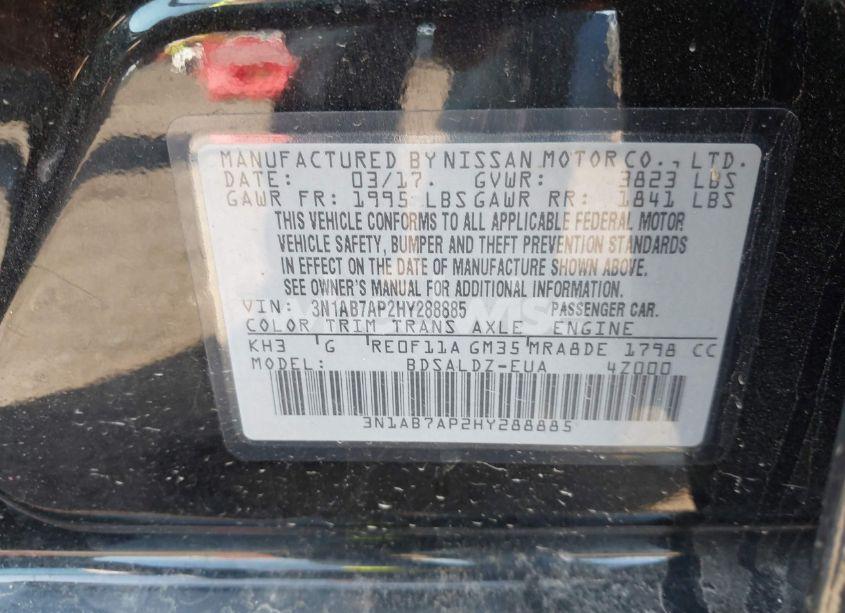 MANUFACTURED BY NISSAN MOTOR CO., LTD.
DATE: 03/17. GVWR: 3823 LBS
GAWR FR: 1995 LBS GAWR RR: 1841 LBS
THIS VEHICLE CONFORMS TO ALL APPLICABLE FEDERAL MOTOR
VEHICLE SAFETY, BUMPER AND THEFT PREVENTION STANDARDS
IN EFFECT ON THE DATE OF MANUFACTURE SHOWN ABOVE.
SEE OWNER'S MANUAL FOR ADDITIONAL INFORMATION.
VIN: 3N1AB7AP2HY288885 PASSENGER CAR.
COLOR TRIM TRANS AXLE ENGINE
KH3 G RE0F11A GM35 MRA8DE 1798 CC
MODEL: BDSALDZ-EUA 4Z000
3N1AB7AP2HY288885